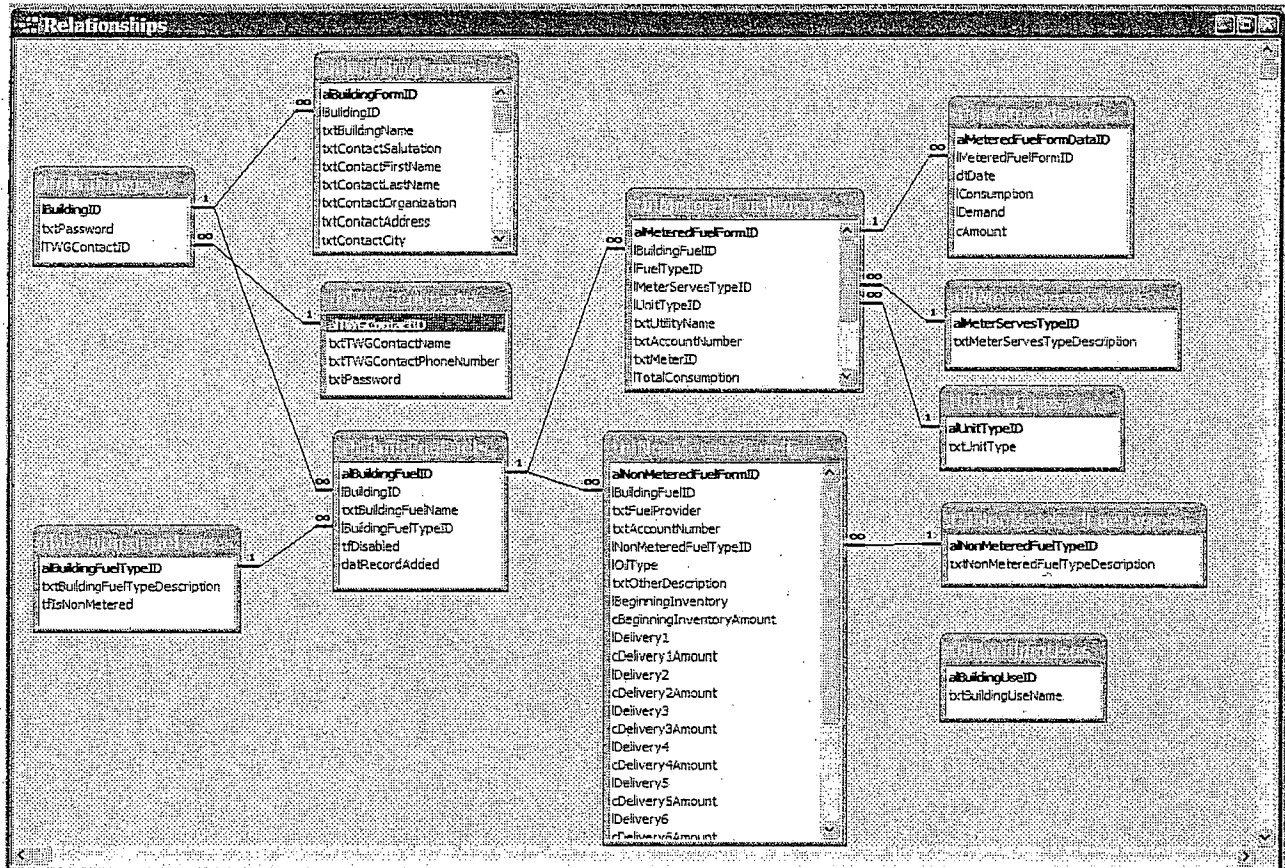 Relationships
alBuildingFormID
lBuildingID
txtBuildingName
txtContactSalutation
txtContactFirstName
txtContactLastName
txtContactOrganization
txtContactAddress
txtContactCity
lBuildingID
txtPassword
lTWGContactID
alTWGContactID
txtTWGContactName
txtTWGContactPhoneNumber
txtPassword
alBuildingFuelID
lBuildingID
txtBuildingFuelName
lBuildingFuelTypeID
tfDisabled
datRecordAdded
alBuildingFuelTypeID
txtBuildingFuelTypeDescription
tfIsNonMetered
alMeteredFuelFormID
lBuildingFuelID
lFuelTypeID
lMeterServesTypeID
lUnitTypeID
txtUtilityName
txtAccountNumber
txtMeterID
lTotalConsumption
alNonMeteredFuelFormID
lBuildingFuelID
txtFuelProvider
txtAccountNumber
lNonMeteredFuelTypeID
lOilType
txtOtherDescription
lBeginningInventory
cBeginningInventoryAmount
lDelivery1
cDelivery1Amount
lDelivery2
cDelivery2Amount
lDelivery3
cDelivery3Amount
lDelivery4
cDelivery4Amount
lDelivery5
cDelivery5Amount
lDelivery6
cDelivery6Amount
alMeteredFuelFormDataID
lMeteredFuelFormID
dtDate
lConsumption
lDemand
cAmount
alMeterServesTypeID
txtMeterServesTypeDescription
alUnitTypeID
txtUnitType
alNonMeteredFuelTypeID
txtNonMeteredFuelTypeDescription
alBuildingUseID
txtBuildingUseName